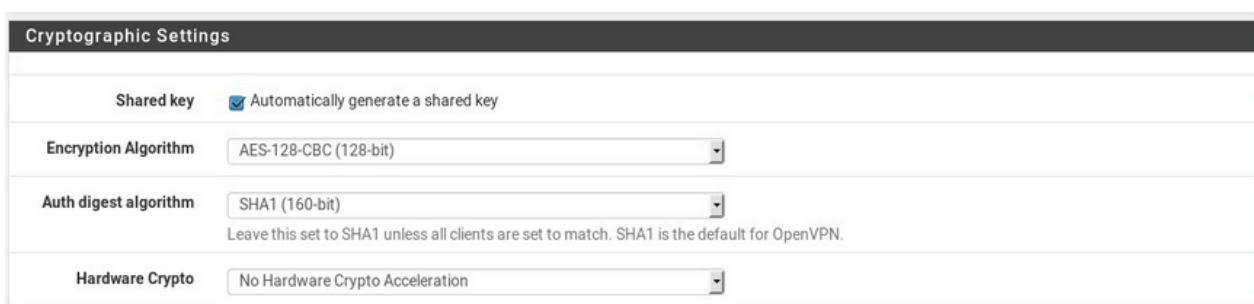 Cryptographic Settings
Shared key Automatically generate a shared key
Encryption Algorithm AES-128-CBC (128-bit)
Auth digest algorithm SHA1 (160-bit)
Leave this set to SHA1 unless all clients are set to match. SHA1 is the default for OpenVPN.
Hardware Crypto No Hardware Crypto Acceleration